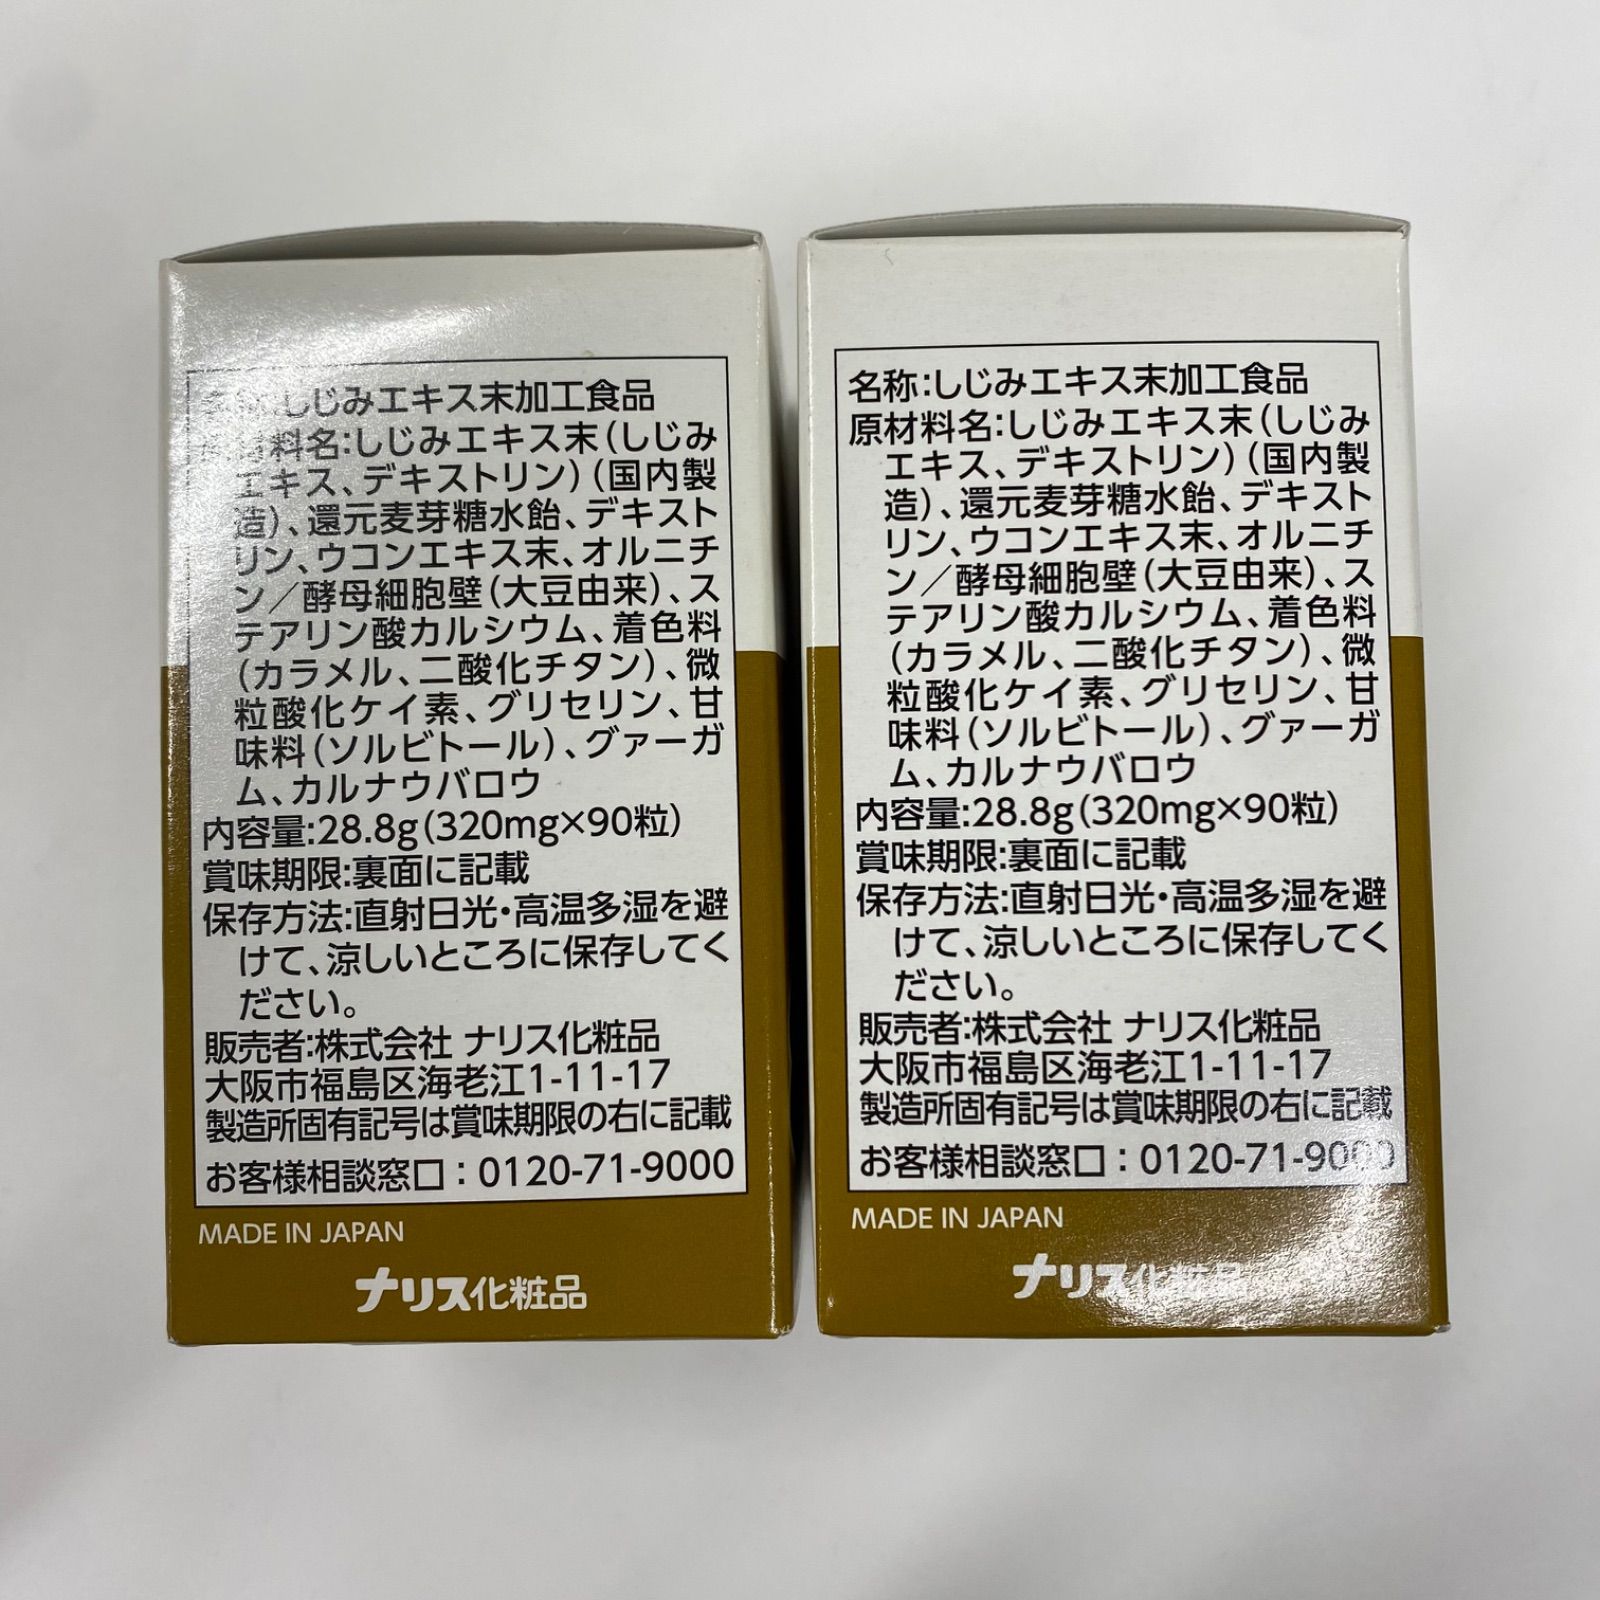 名称:しじみエキス末加工食品
原材料名:しじみエキス末(しじみ
エキス、デキストリン)(国内製
造)、還元麦芽糖水飴、デキスト
リン、ウコンエキス末、オルニチ
ン/酵母細胞壁(大豆由来)、ス
テアリン酸カルシウム、着色料
(カラメル、二酸化チタン)、微
粒酸化ケイ素、グリセリン、甘
味料(ソルビトール)、グァーガ
ム、カルナウバロウ
内容量:28.8g(320mg×90粒)
賞味期限:裏面に記載
保存方法:直射日光・高温多湿を避
けて、涼しいところに保存してく
ださい。
販売者:株式会社 ナリス化粧品
大阪市福島区海老江1-11-17
製造所固有記号は賞味期限の右に記載
お客様相談窓口:0120-71-9000
MADE IN JAPAN
ナリス化粧品
名称:しじみエキス末加工食品
原材料名:しじみエキス末(しじみ
エキス、デキストリン)(国内製
造)、還元麦芽糖水飴、デキスト
リン、ウコンエキス末、オルニチ
ン/酵母細胞壁(大豆由来)、ス
テアリン酸カルシウム、着色料
(カラメル、二酸化チタン)、微
粒酸化ケイ素、グリセリン、甘
味料(ソルビトール)、グァーガ
ム、カルナウバロウ
内容量:28.8g(320mg×90粒)
賞味期限:裏面に記載
保存方法:直射日光・高温多湿を避
けて、涼しいところに保存してく
ださい。
販売者:株式会社 ナリス化粧品
大阪市福島区海老江1-11-17
製造所固有記号は賞味期限の右に記載
お客様相談窓口:0120-71-9000
MADE IN JAPAN
ナリス化粧品